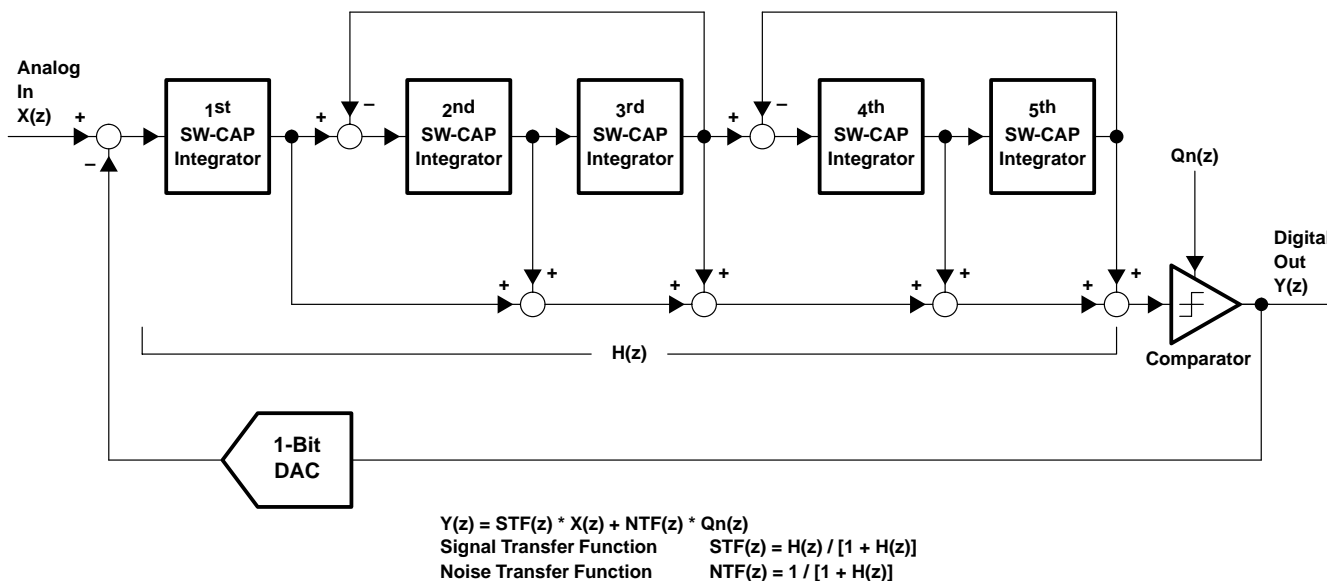 Analog
In
X(z)
+
−
1st
SW-CAP
Integrator
+
−
2nd
SW-CAP
Integrator
3rd
SW-CAP
Integrator
+
−
4th
SW-CAP
Integrator
5th
SW-CAP
Integrator
Qn(z)
Digital
Out
Y(z)
+
+
+
+
+
+
+
+
Comparator
H(z)
1-Bit
DAC
Y(z) = STF(z) * X(z) + NTF(z) * Qn(z)
Signal Transfer Function STF(z) = H(z) / [1 + H(z)]
Noise Transfer Function NTF(z) = 1 / [1 + H(z)]